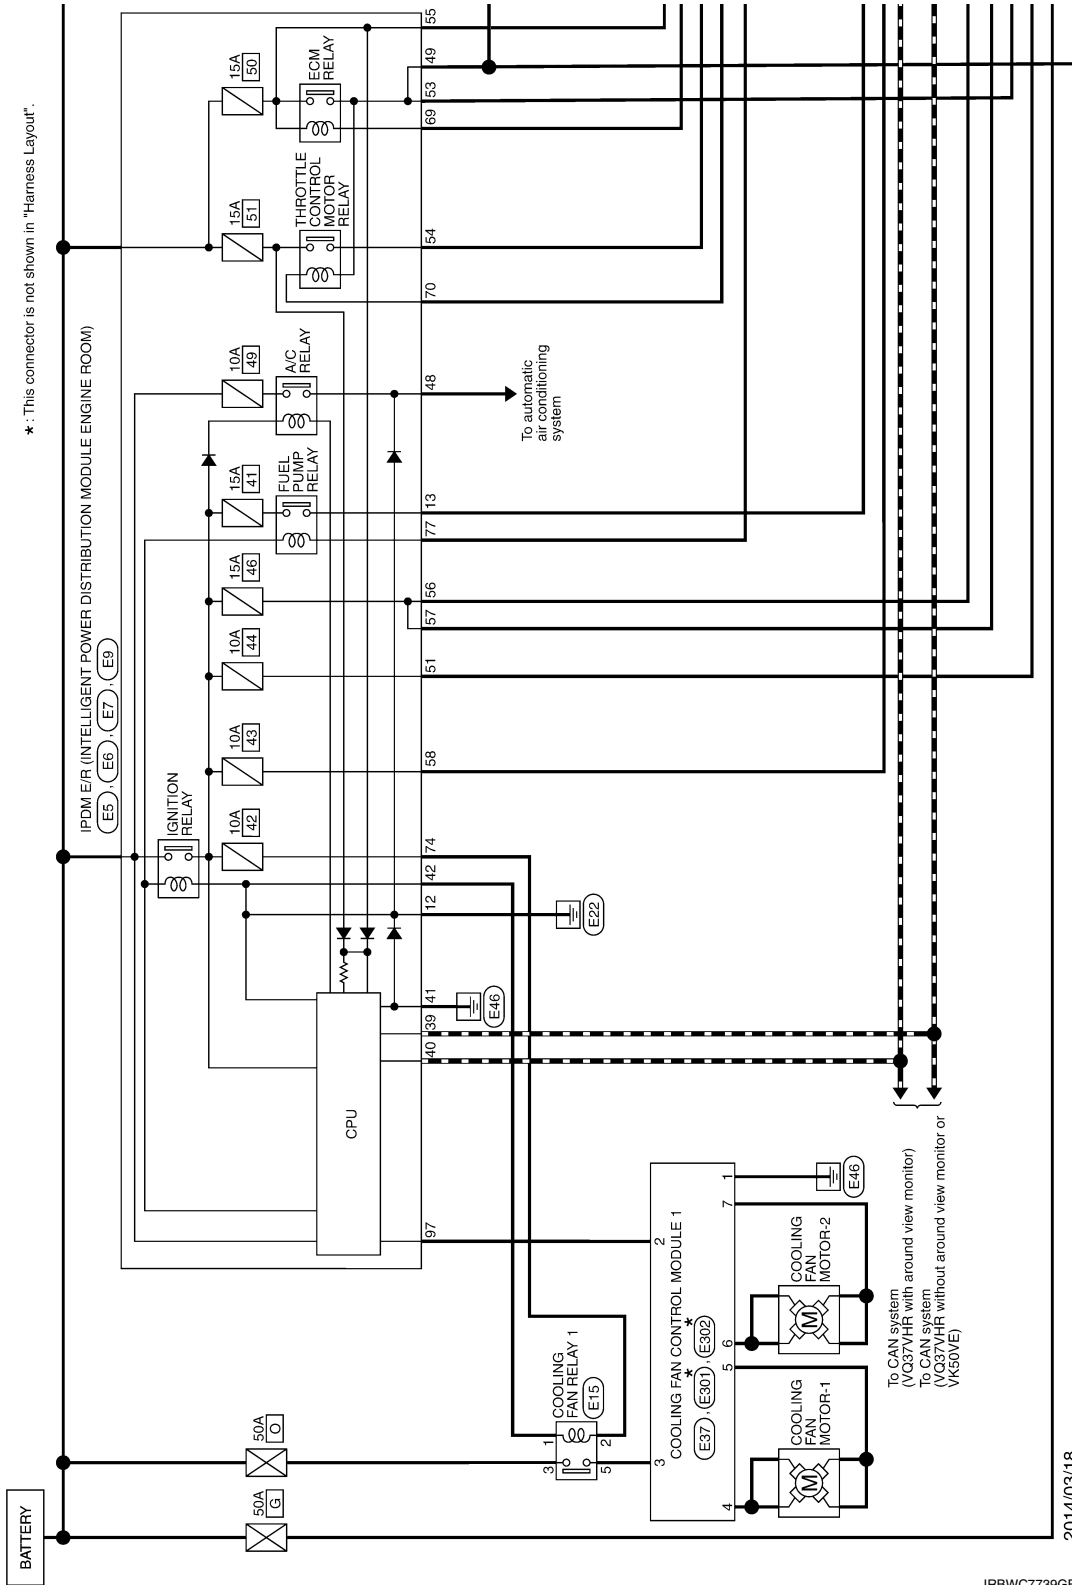 ★ : This connector is not shown in "Harness Layout".
IPDM E/R (INTELLIGENT POWER DISTRIBUTION MODULE ENGINE ROOM)
E5 , E6 , E7 , E9
BATTERY
50A
G
50A
O
IGNITION
RELAY
10A
42
10A
43
10A
44
15A
46
15A
41
10A
49
15A
51
15A
50
FUEL
PUMP
RELAY
A/C
RELAY
THROTTLE
CONTROL
MOTOR
RELAY
ECM
RELAY
CPU
97
40
39
41
12
42
74
58
51
57
56
77
13
48
70
54
69
53
49
55
E46
E22
To automatic
air conditioning
system
COOLING
FAN RELAY 1
E15
1
2
3
5
COOLING FAN CONTROL MODULE 1
E37 , ★ E301 , ★ E302
3
2
4
5
6
7
1
E46
COOLING
FAN
MOTOR-1
M
COOLING
FAN
MOTOR-2
M
To CAN system
(VQ37VHR with around view monitor)
To CAN system
(VQ37VHR without around view monitor or
VK50VE)
2014/03/18